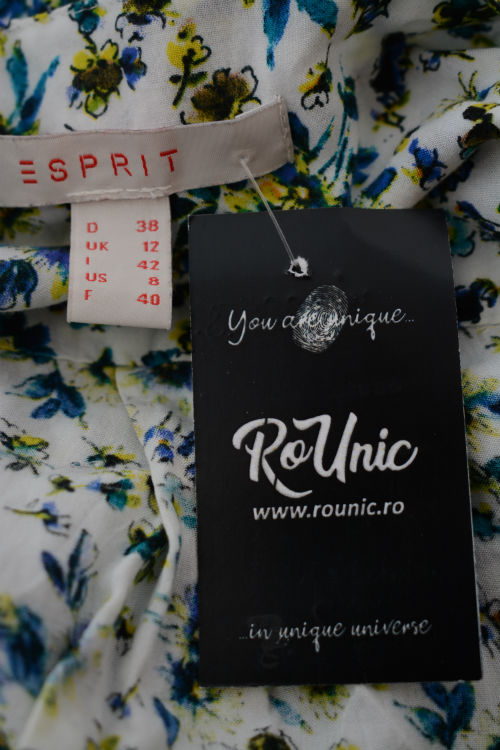 ESPRIT
D 38
UK 12
I 42
US 8
F 40
You are unique...
RoUnic
www.rounic.ro
...in unique universe